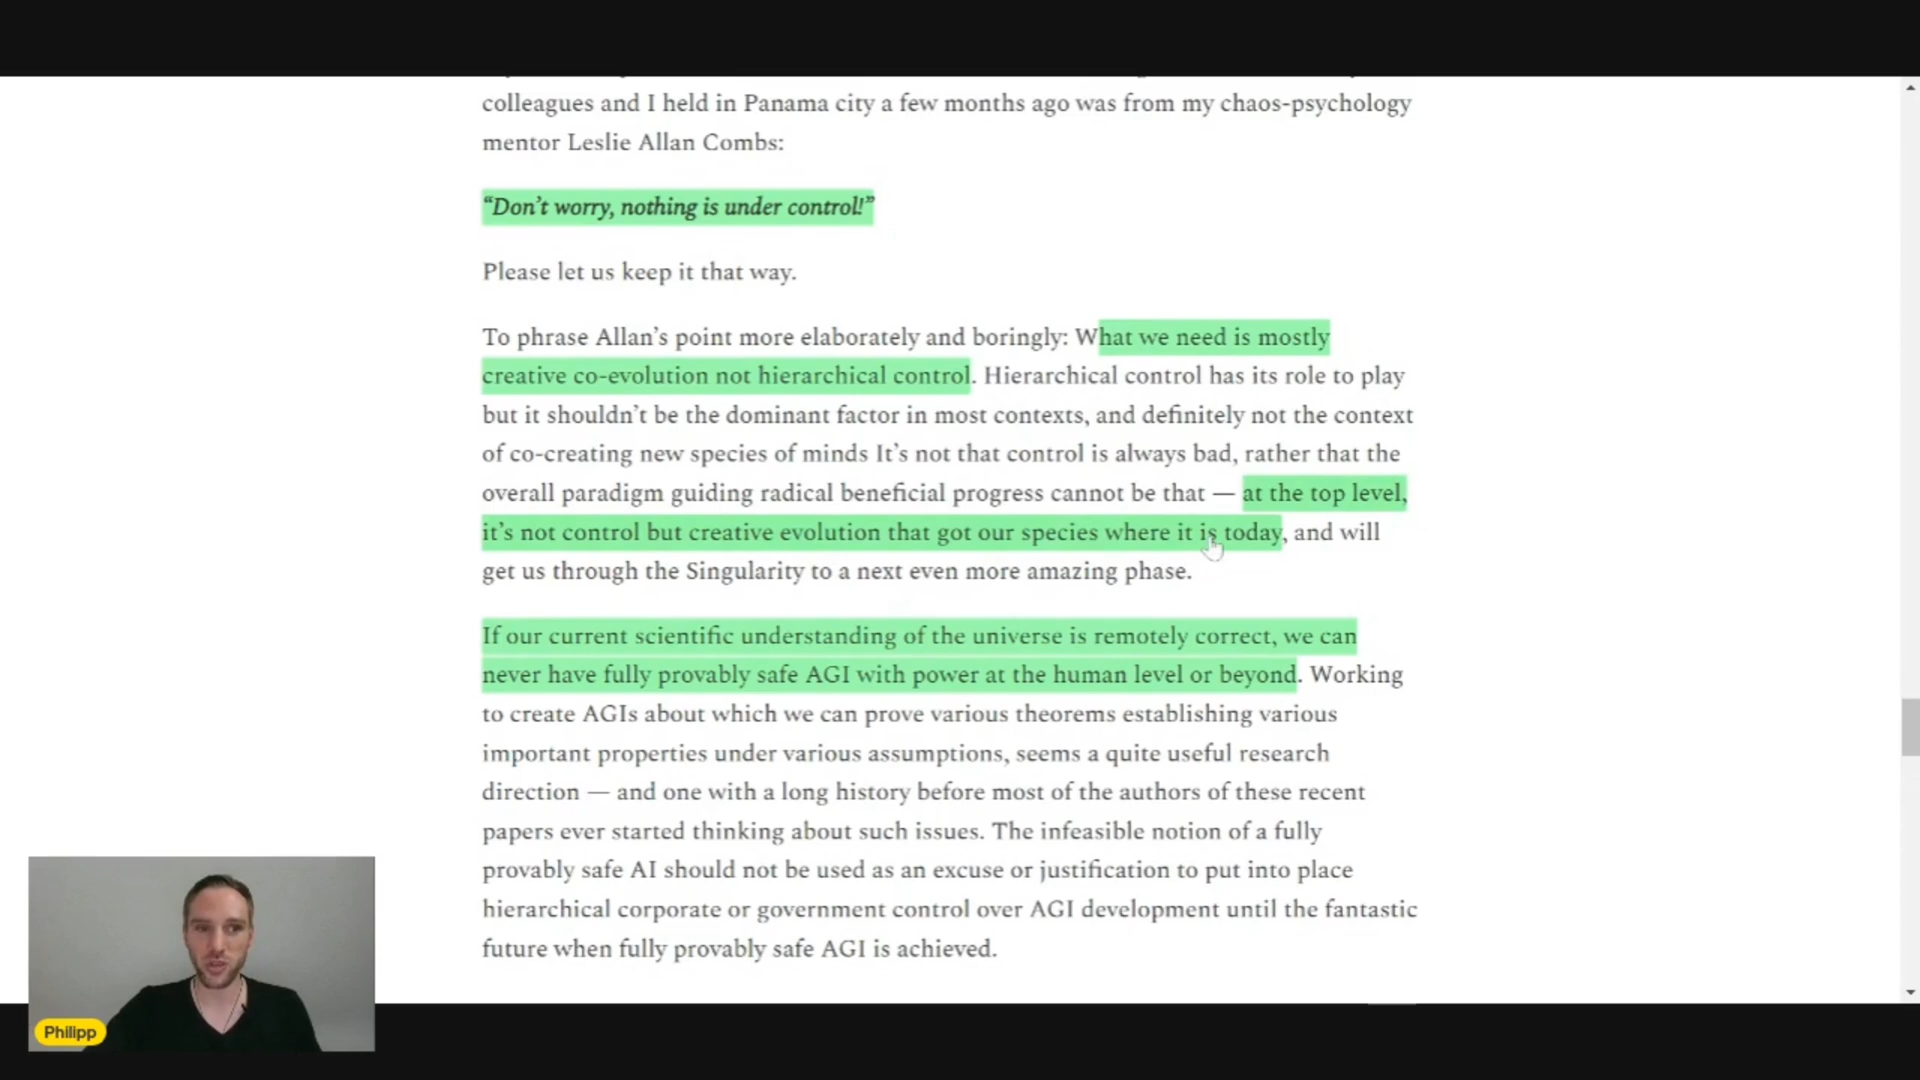 colleagues and I held in Panama city a few months ago was from my chaos-psychology
mentor Leslie Allan Combs:
“Don’t worry, nothing is under control!”
Please let us keep it that way.
To phrase Allan’s point more elaborately and boringly: What we need is mostly
creative co-evolution not hierarchical control. Hierarchical control has its role to play
but it shouldn’t be the dominant factor in most contexts, and definitely not the context
of co-creating new species of minds It’s not that control is always bad, rather that the
overall paradigm guiding radical beneficial progress cannot be that — at the top level,
it’s not control but creative evolution that got our species where it is today, and will
get us through the Singularity to a next even more amazing phase.
If our current scientific understanding of the universe is remotely correct, we can
never have fully provably safe AGI with power at the human level or beyond. Working
to create AGIs about which we can prove various theorems establishing various
important properties under various assumptions, seems a quite useful research
direction — and one with a long history before most of the authors of these recent
papers ever started thinking about such issues. The infeasible notion of a fully
provably safe AI should not be used as an excuse or justification to put into place
hierarchical corporate or government control over AGI development until the fantastic
future when fully provably safe AGI is achieved.
Philipp